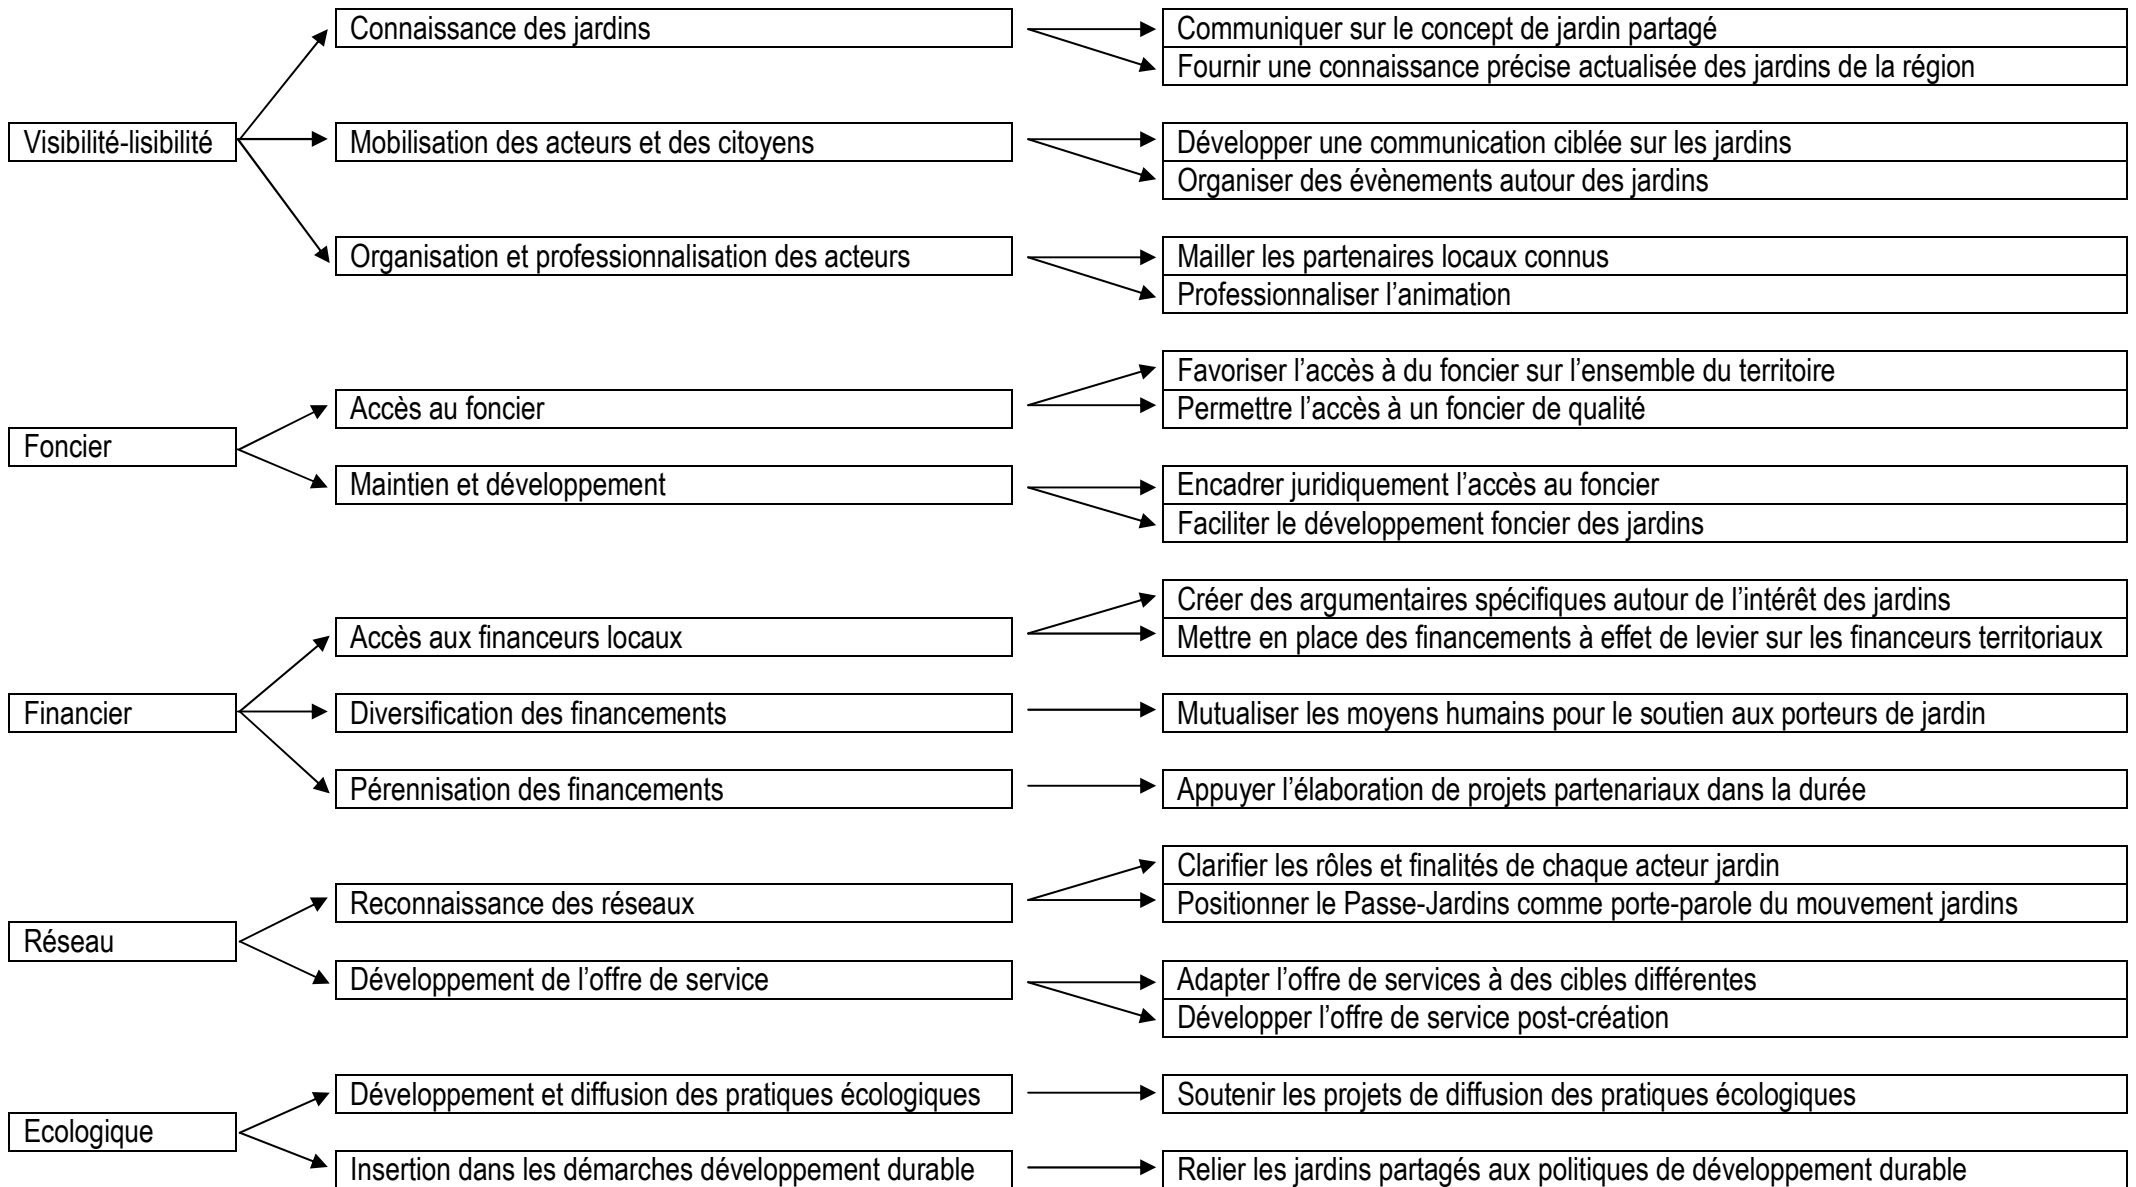 Connaissance des jardins
Communiquer sur le concept de jardin partagé
Fournir une connaissance précise actualisée des jardins de la région
Visibilité-lisibilité
Mobilisation des acteurs et des citoyens
Développer une communication ciblée sur les jardins
Organiser des évènements autour des jardins
Organisation et professionnalisation des acteurs
Mailler les partenaires locaux connus
Professionnaliser l’animation
Favoriser l’accès à du foncier sur l’ensemble du territoire
Accès au foncier
Permettre l’accès à un foncier de qualité
Foncier
Maintien et développement
Encadrer juridiquement l’accès au foncier
Faciliter le développement foncier des jardins
Créer des argumentaires spécifiques autour de l’intérêt des jardins
Accès aux financeurs locaux
Mettre en place des financements à effet de levier sur les financeurs territoriaux
Financier
Diversification des financements
Mutualiser les moyens humains pour le soutien aux porteurs de jardin
Pérennisation des financements
Appuyer l’élaboration de projets partenariaux dans la durée
Clarifier les rôles et finalités de chaque acteur jardin
Reconnaissance des réseaux
Positionner le Passe-Jardins comme porte-parole du mouvement jardins
Réseau
Développement de l’offre de service
Adapter l’offre de services à des cibles différentes
Développer l’offre de service post-création
Développement et diffusion des pratiques écologiques
Soutenir les projets de diffusion des pratiques écologiques
Ecologique
Insertion dans les démarches développement durable
Relier les jardins partagés aux politiques de développement durable